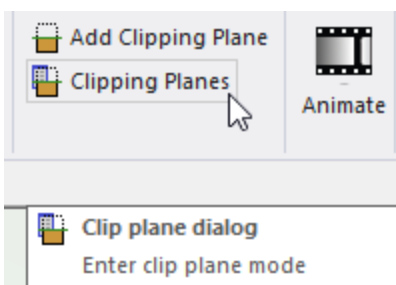 Add Clipping Plane
Clipping Planes
Animate
Clip plane dialog
Enter clip plane mode